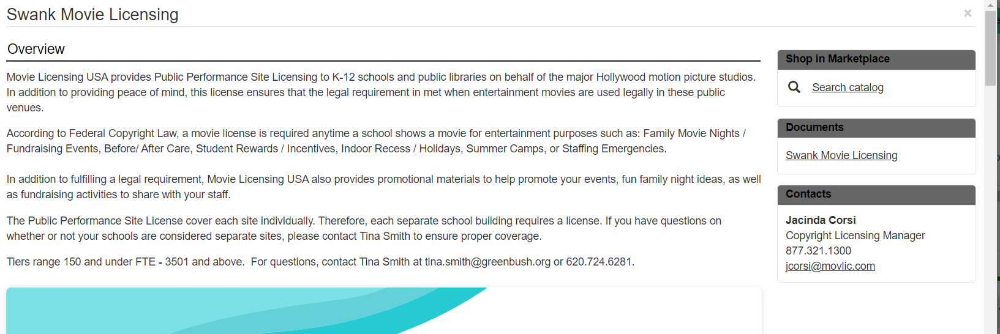 Swank Movie Licensing
×
Overview
Movie Licensing USA provides Public Performance Site Licensing to K-12 schools and public libraries on behalf of the major Hollywood motion picture studios.
In addition to providing peace of mind, this license ensures that the legal requirement in met when entertainment movies are used legally in these public
venues.
According to Federal Copyright Law, a movie license is required anytime a school shows a movie for entertainment purposes such as: Family Movie Nights /
Fundraising Events, Before/ After Care, Student Rewards / Incentives, Indoor Recess / Holidays, Summer Camps, or Staffing Emergencies.
In addition to fulfilling a legal requirement, Movie Licensing USA also provides promotional materials to help promote your events, fun family night ideas, as well
as fundraising activities to share with your staff.
The Public Performance Site License cover each site individually. Therefore, each separate school building requires a license. If you have questions on
whether or not your schools are considered separate sites, please contact Tina Smith to ensure proper coverage.
Tiers range 150 and under FTE - 3501 and above.  For questions, contact Tina Smith at tina.smith@greenbush.org or 620.724.6281.
Shop in Marketplace
Search catalog
Documents
Swank Movie Licensing
Contacts
Jacinda Corsi
Copyright Licensing Manager
877.321.1300
jcorsi@movlic.com